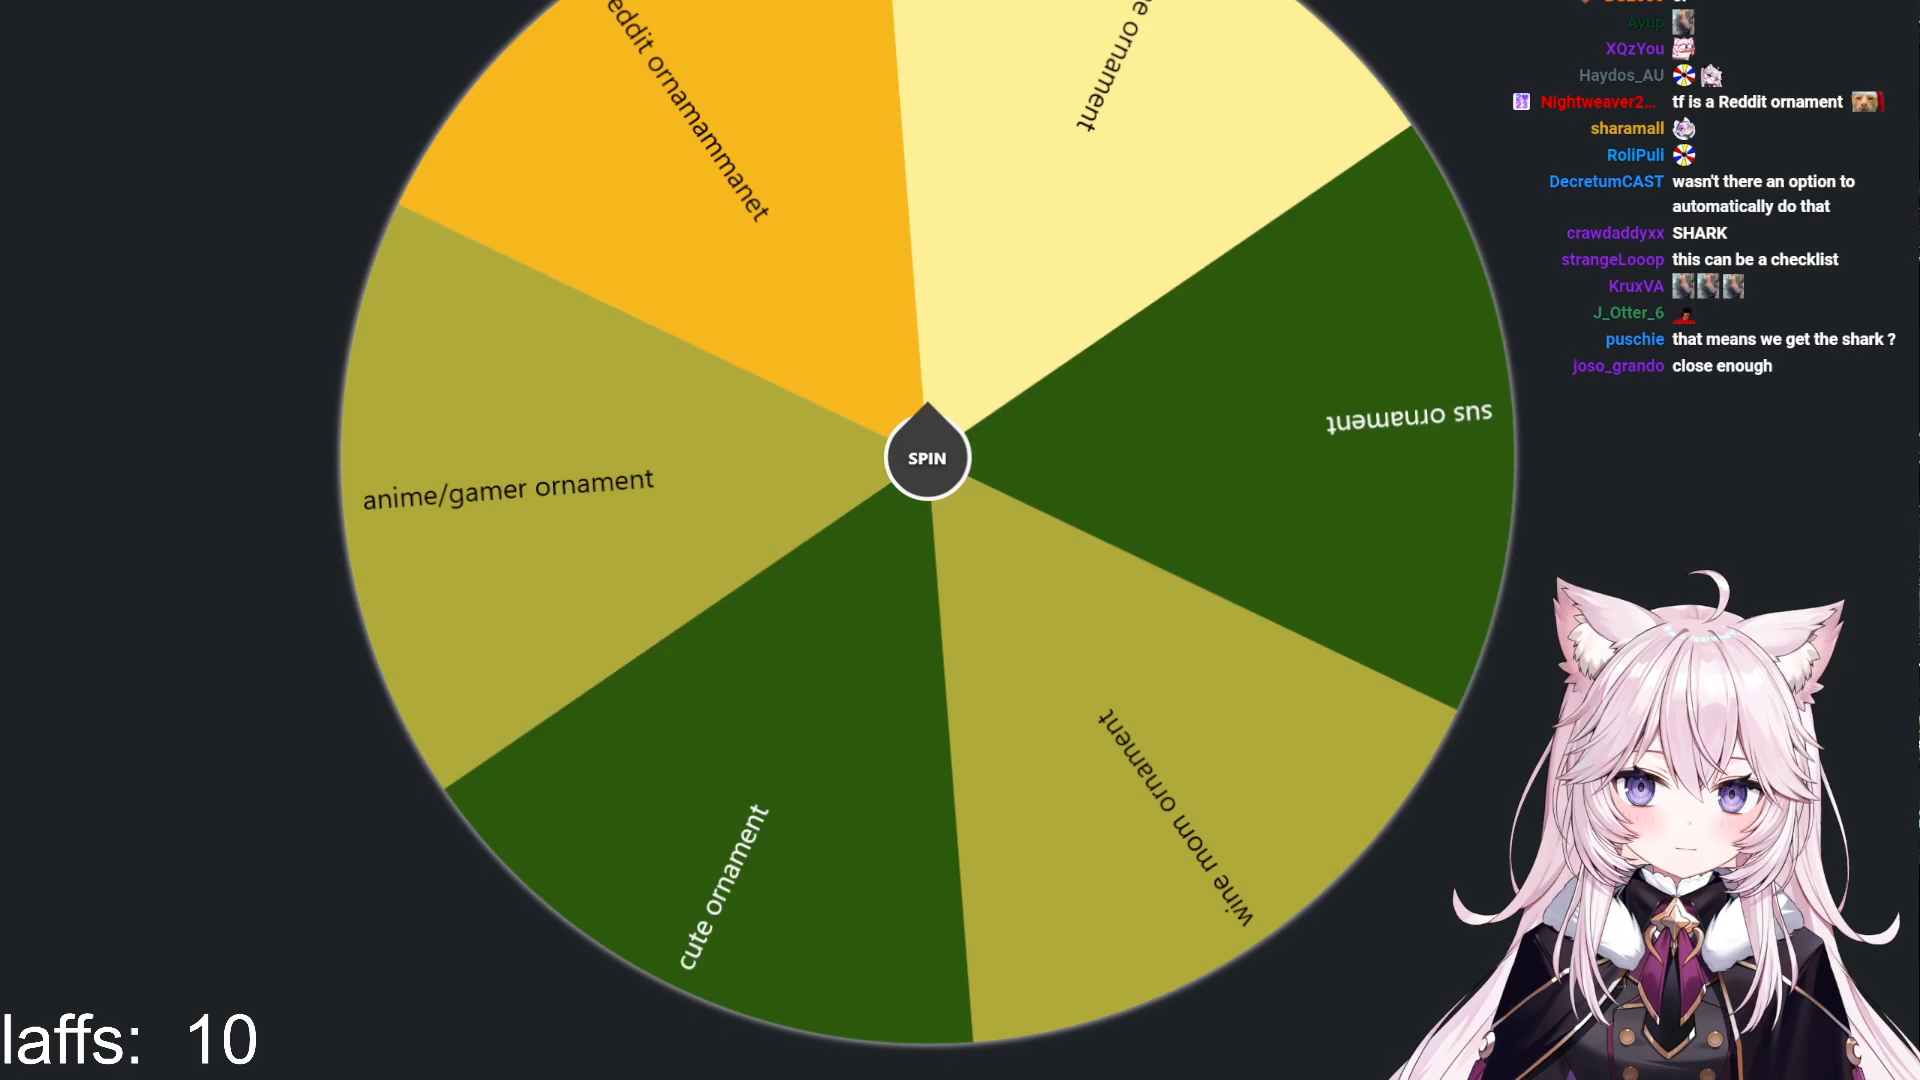 eddit ornamammanet
e ornament
sus ornament
wine mom ornament
cute ornament
anime/gamer ornament
SPIN
Ayup
XQzYou
Haydos_AU
Nightweaver2... tf is a Reddit ornament
sharamall
RoliPuli
DecretumCAST wasn't there an option to
automatically do that
crawdaddyxx SHARK
strangeLooop this can be a checklist
KruxVA
J_Otter_6
puschie that means we get the shark ?
joso_grando close enough
laffs: 10